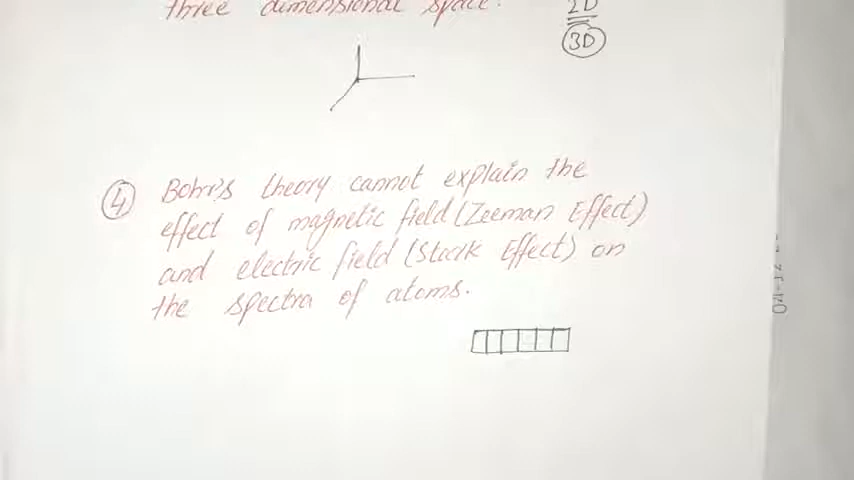 three dimensional space.
2D
3D
4 Bohr's theory cannot explain the
effect of magnetic field (Zeeman Effect)
and electric field (Stark Effect) on
the spectra of atoms.